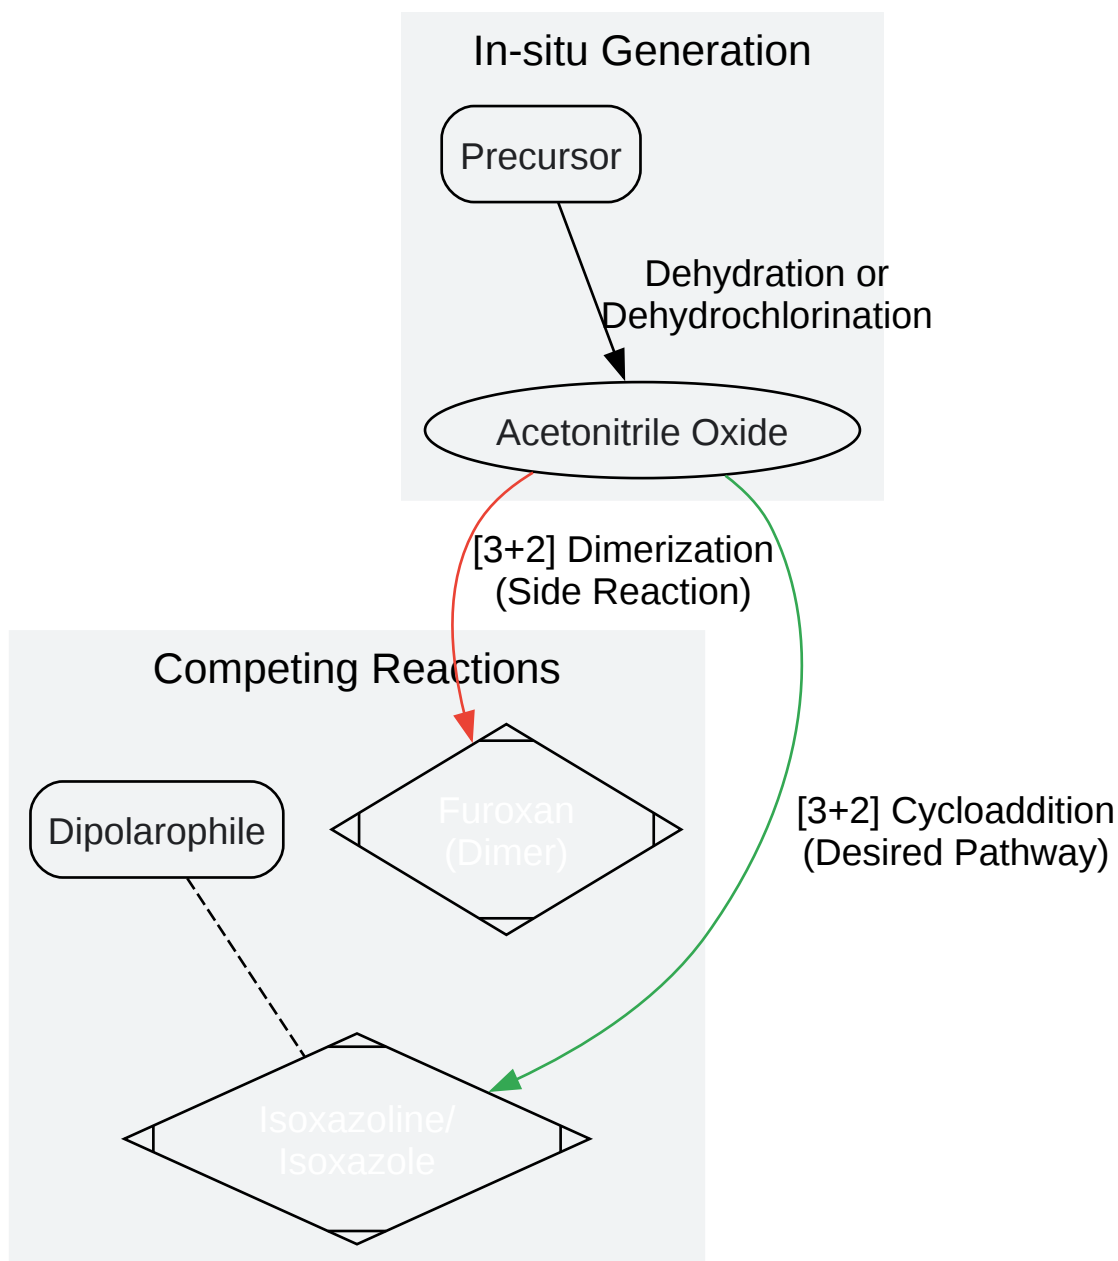 In-situ Generation
Precursor
Dehydration or
Dehydrochlorination
Acetonitrile Oxide
[3+2] Dimerization
(Side Reaction)
Competing Reactions
Furoxan
(Dimer)
Dipolarophile
[3+2] Cycloaddition
(Desired Pathway)
Isoxazoline/
Isoxazole